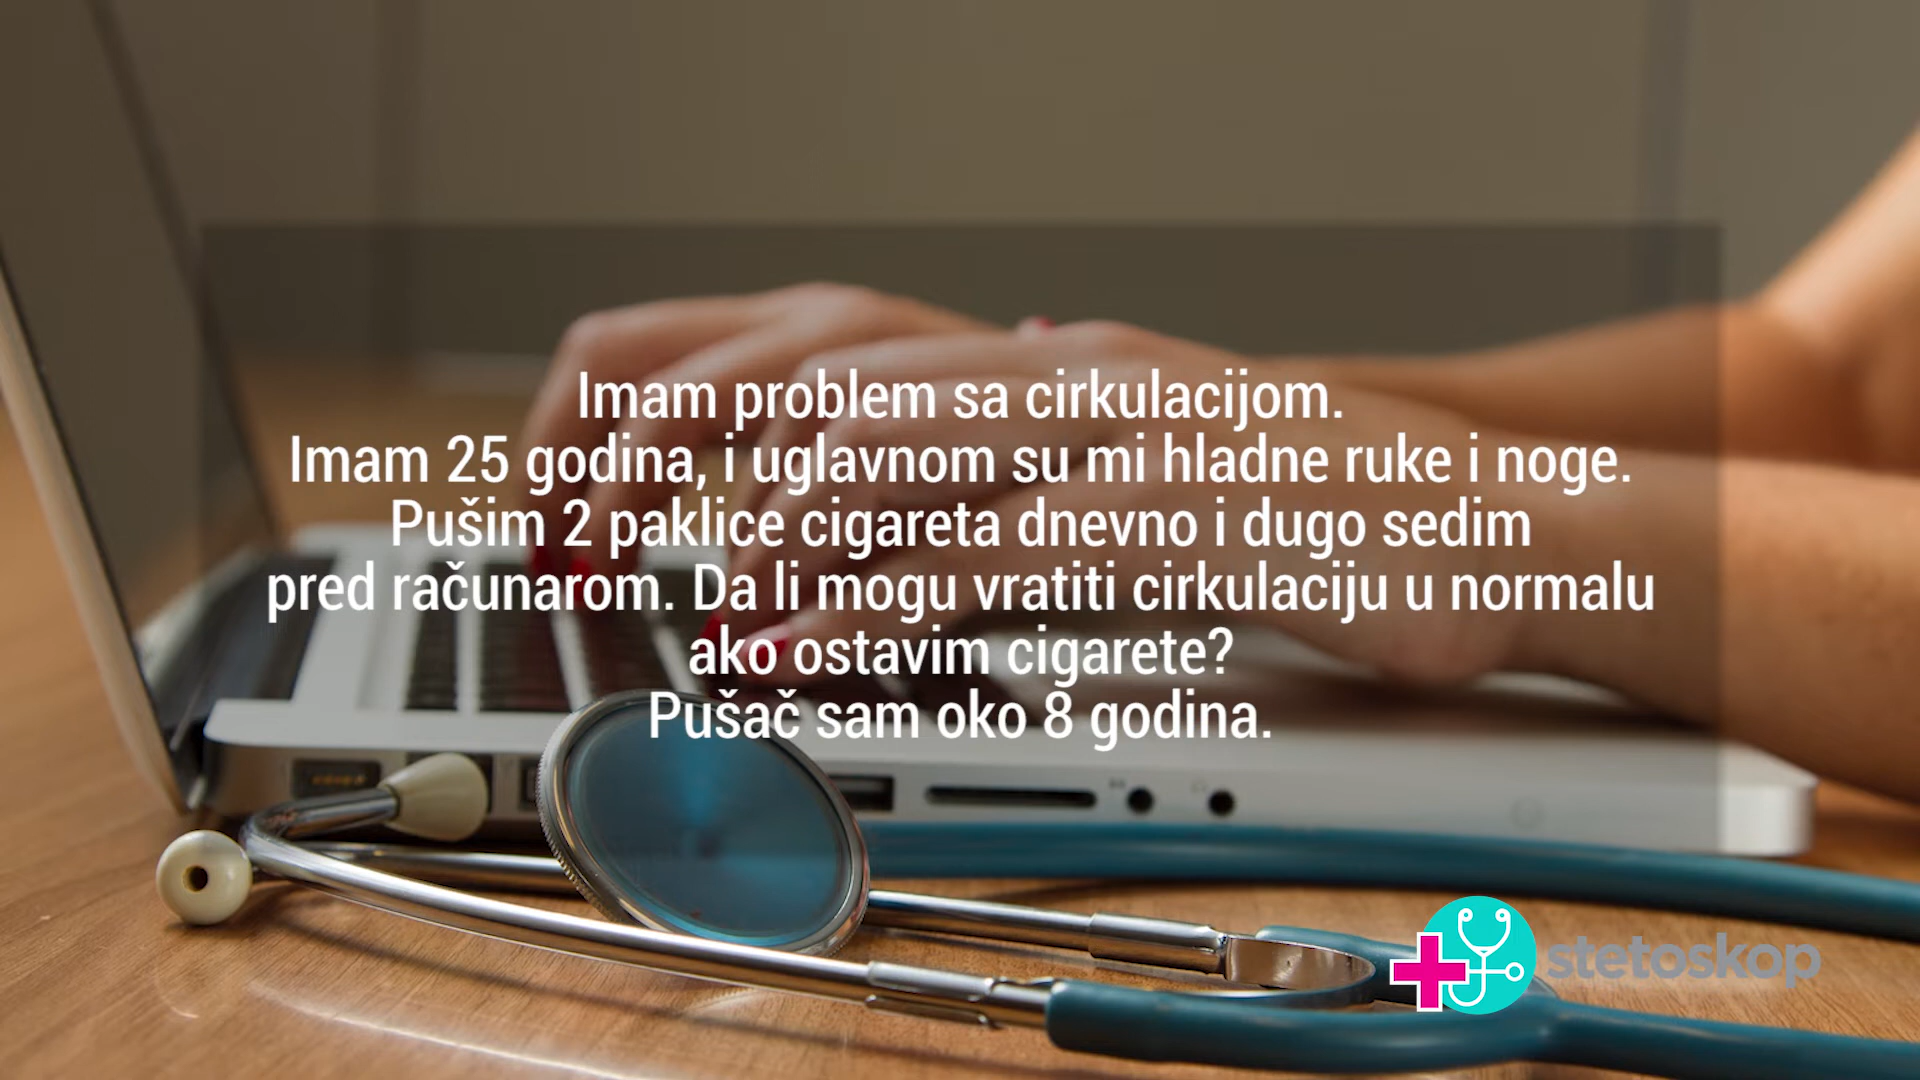 Imam problem sa cirkulacijom.
Imam 25 godina, i uglavnom su mi hladne ruke i noge.
Pušim 2 paklice cigareta dnevno i dugo sedim
pred računarom. Da li mogu vratiti cirkulaciju u normalu
ako ostavim cigarete?
Pušač sam oko 8 godina.
stetoskop